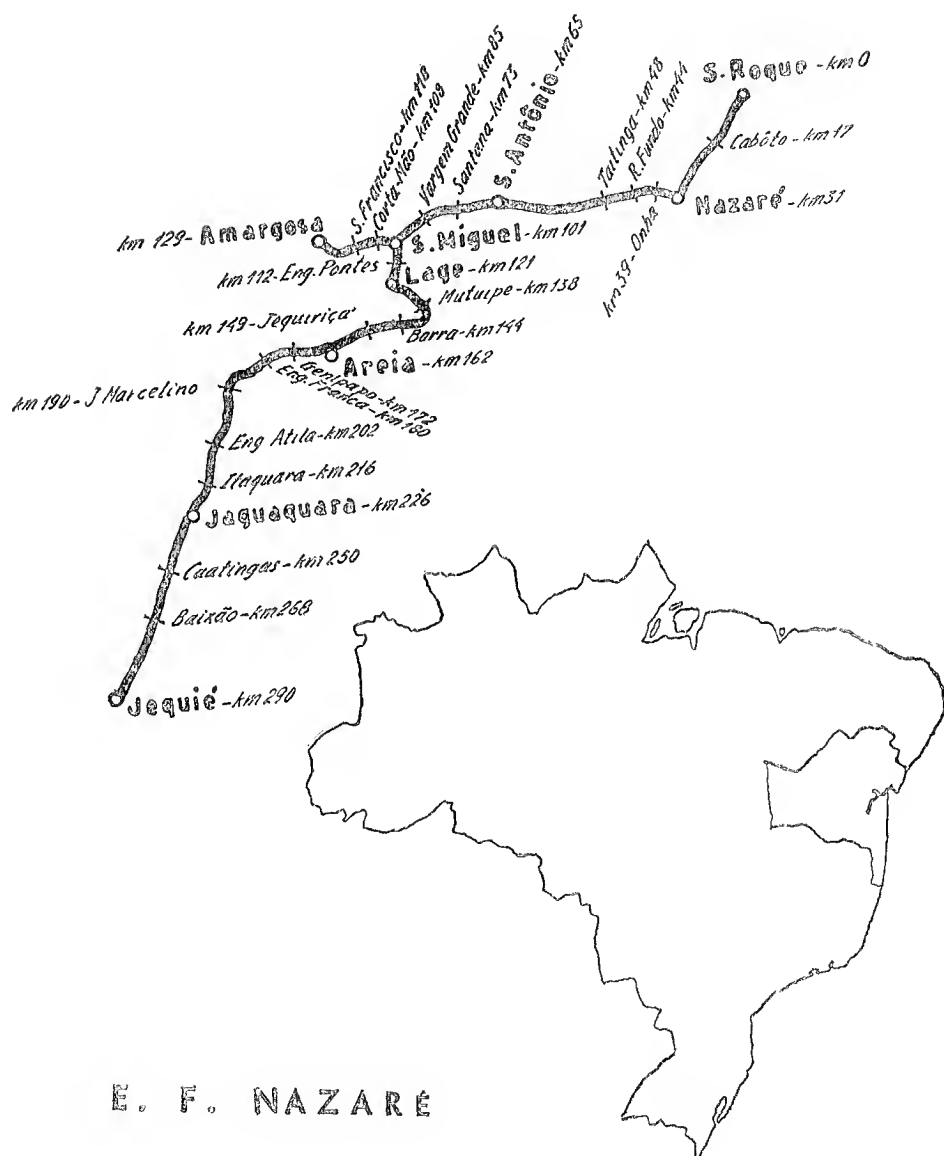 S. Roque - km 0
Cabôto - km 17
Nazaré - km 31
km 39 - Onha
R. Fundo - km 44
Taitinga - km 48
S. Antônio - km 65
Santana - km 75
Vargem Grande - km 85
S. Miguel - km 101
Corta-Mão - km 109
S. Francisco - km 118
km 129 - Amargosa
km 112 - Eng. Pontes
Lage - km 121
Mutuipe - km 138
Barra - km 144
km 149 - Jequiriçá
Areia - km 162
Genipapo - km 172
Eng. Franca - km 180
km 190 - J Marcelino
Eng Atila - km 202
Itaquara - km 216
Jaguaquara - km 226
Caatingas - km 250
Baixão - km 268
Jequié - km 290
E. F. NAZARÉ